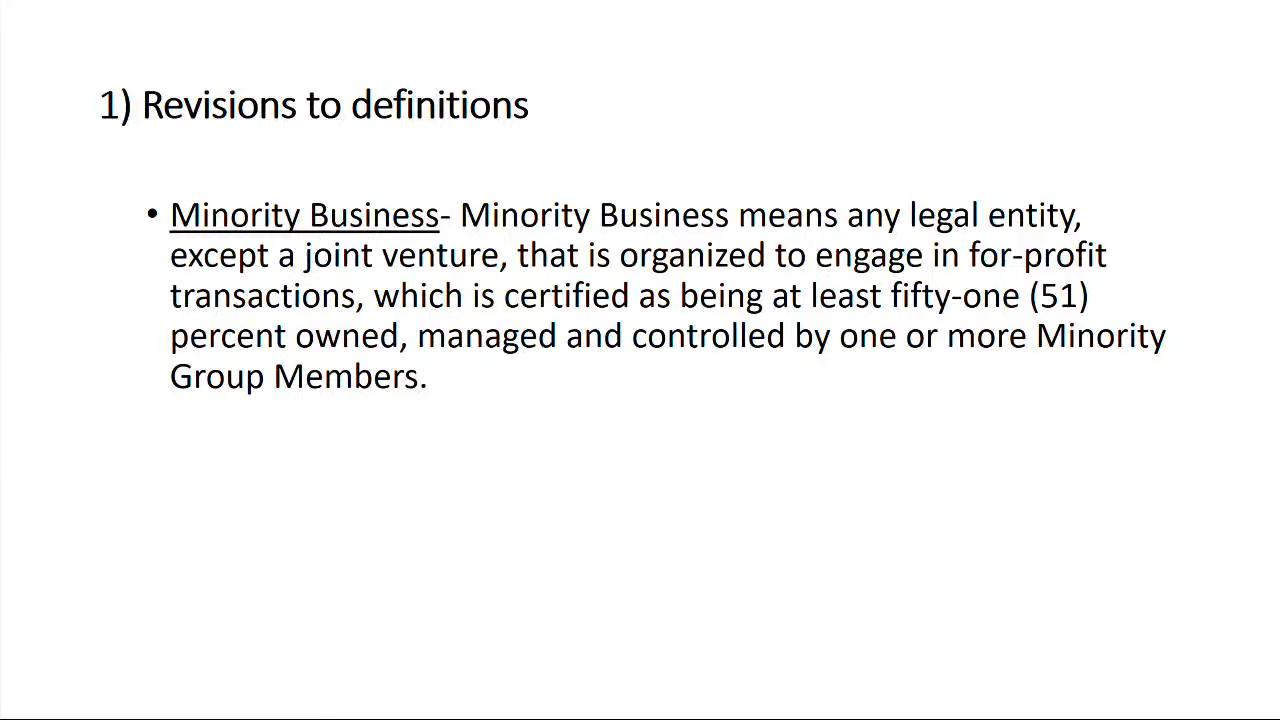 1) Revisions to definitions
• Minority Business- Minority Business means any legal entity,
except a joint venture, that is organized to engage in for-profit
transactions, which is certified as being at least fifty-one (51)
percent owned, managed and controlled by one or more Minority
Group Members.